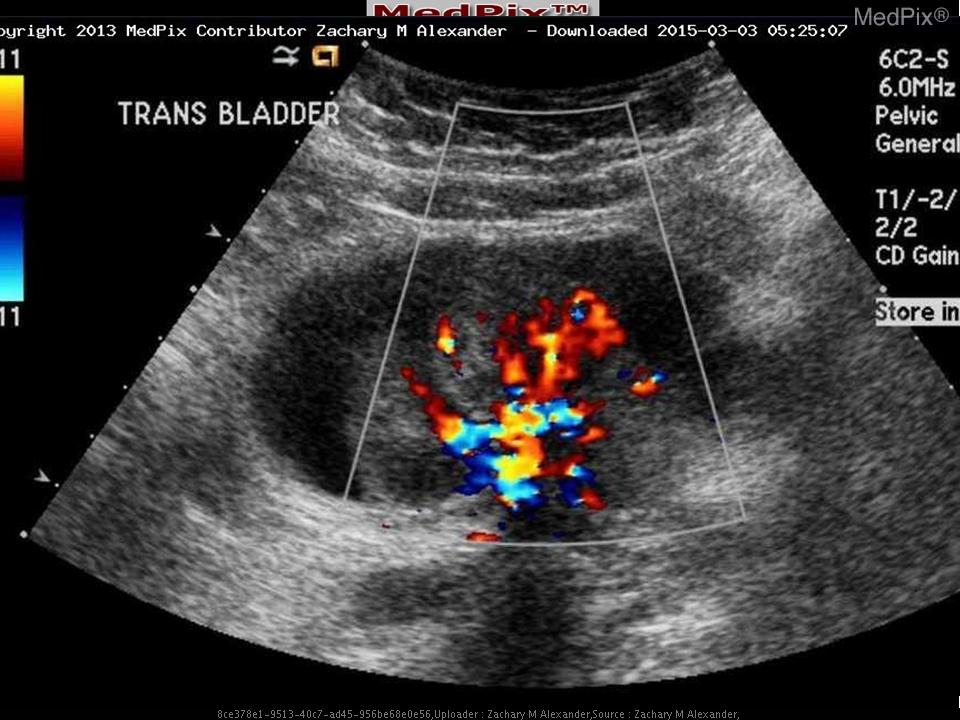 MedPix™
MedPix®
opyright 2013 MedPix Contributor Zachary M Alexander – Downloaded 2015-03-03 05:25:07
11
TRANS BLADDER
11
6C2-S
6.0MHz
Pelvic
General
T1/-2/
2/2
CD Gain
Store in
8ce378e1-9513-40c7-ad45-956be68e0e56,Uploader : Zachary M Alexander,Source : Zachary M Alexander,